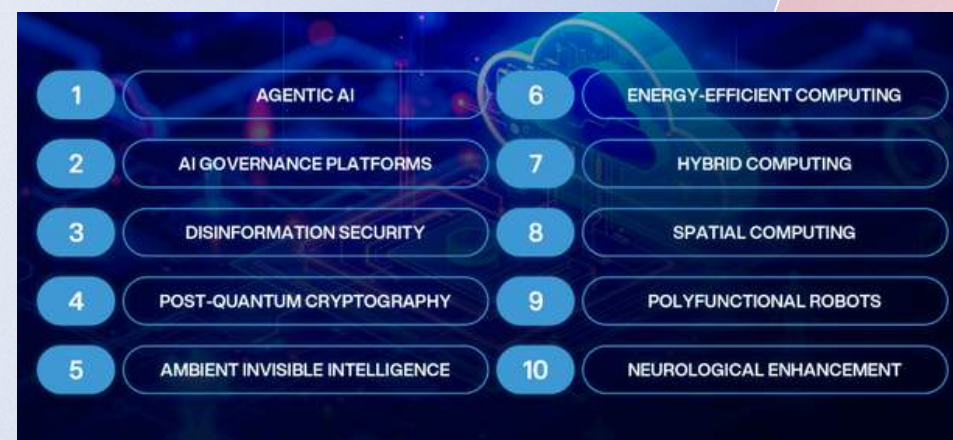 1 AGENTIC AI
2 AI GOVERNANCE PLATFORMS
3 DISINFORMATION SECURITY
4 POST-QUANTUM CRYPTOGRAPHY
5 AMBIENT INVISIBLE INTELLIGENCE
6 ENERGY-EFFICIENT COMPUTING
7 HYBRID COMPUTING
8 SPATIAL COMPUTING
9 POLYFUNCTIONAL ROBOTS
10 NEUROLOGICAL ENHANCEMENT